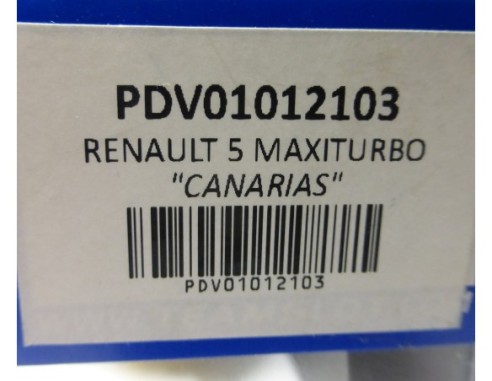 PDV01012103
RENAULT 5 MAXITURBO
"CANARIAS"
PDV01012103